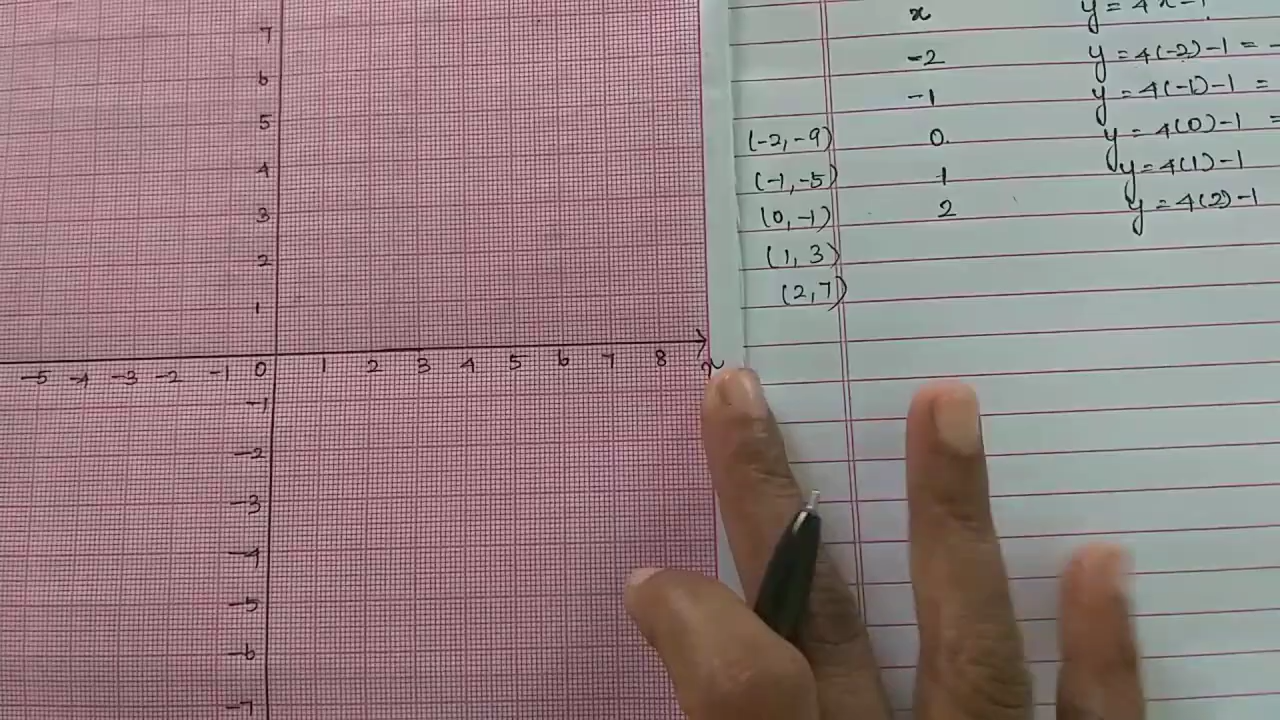 7
6
5
4
3
2
1
-5 -4 -3 -2 -1 0 1 2 3 4 5 6 7 8 x
-1
-2
-3
-4
-5
-6
-7
x y = 4x-1
-2 y = 4(-2)-1 = -
-1 y = 4(-1)-1 =
(-2, -9) 0. y = 4(0)-1 =
(-1, -5) 1 y = 4(1)-1
(0, -1) 2 y = 4(2)-1
(1, 3)
(2, 7)